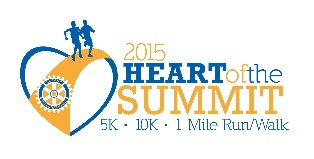 2015
HEART of the
SUMMIT
5K • 10K • 1 Mile Run/Walk